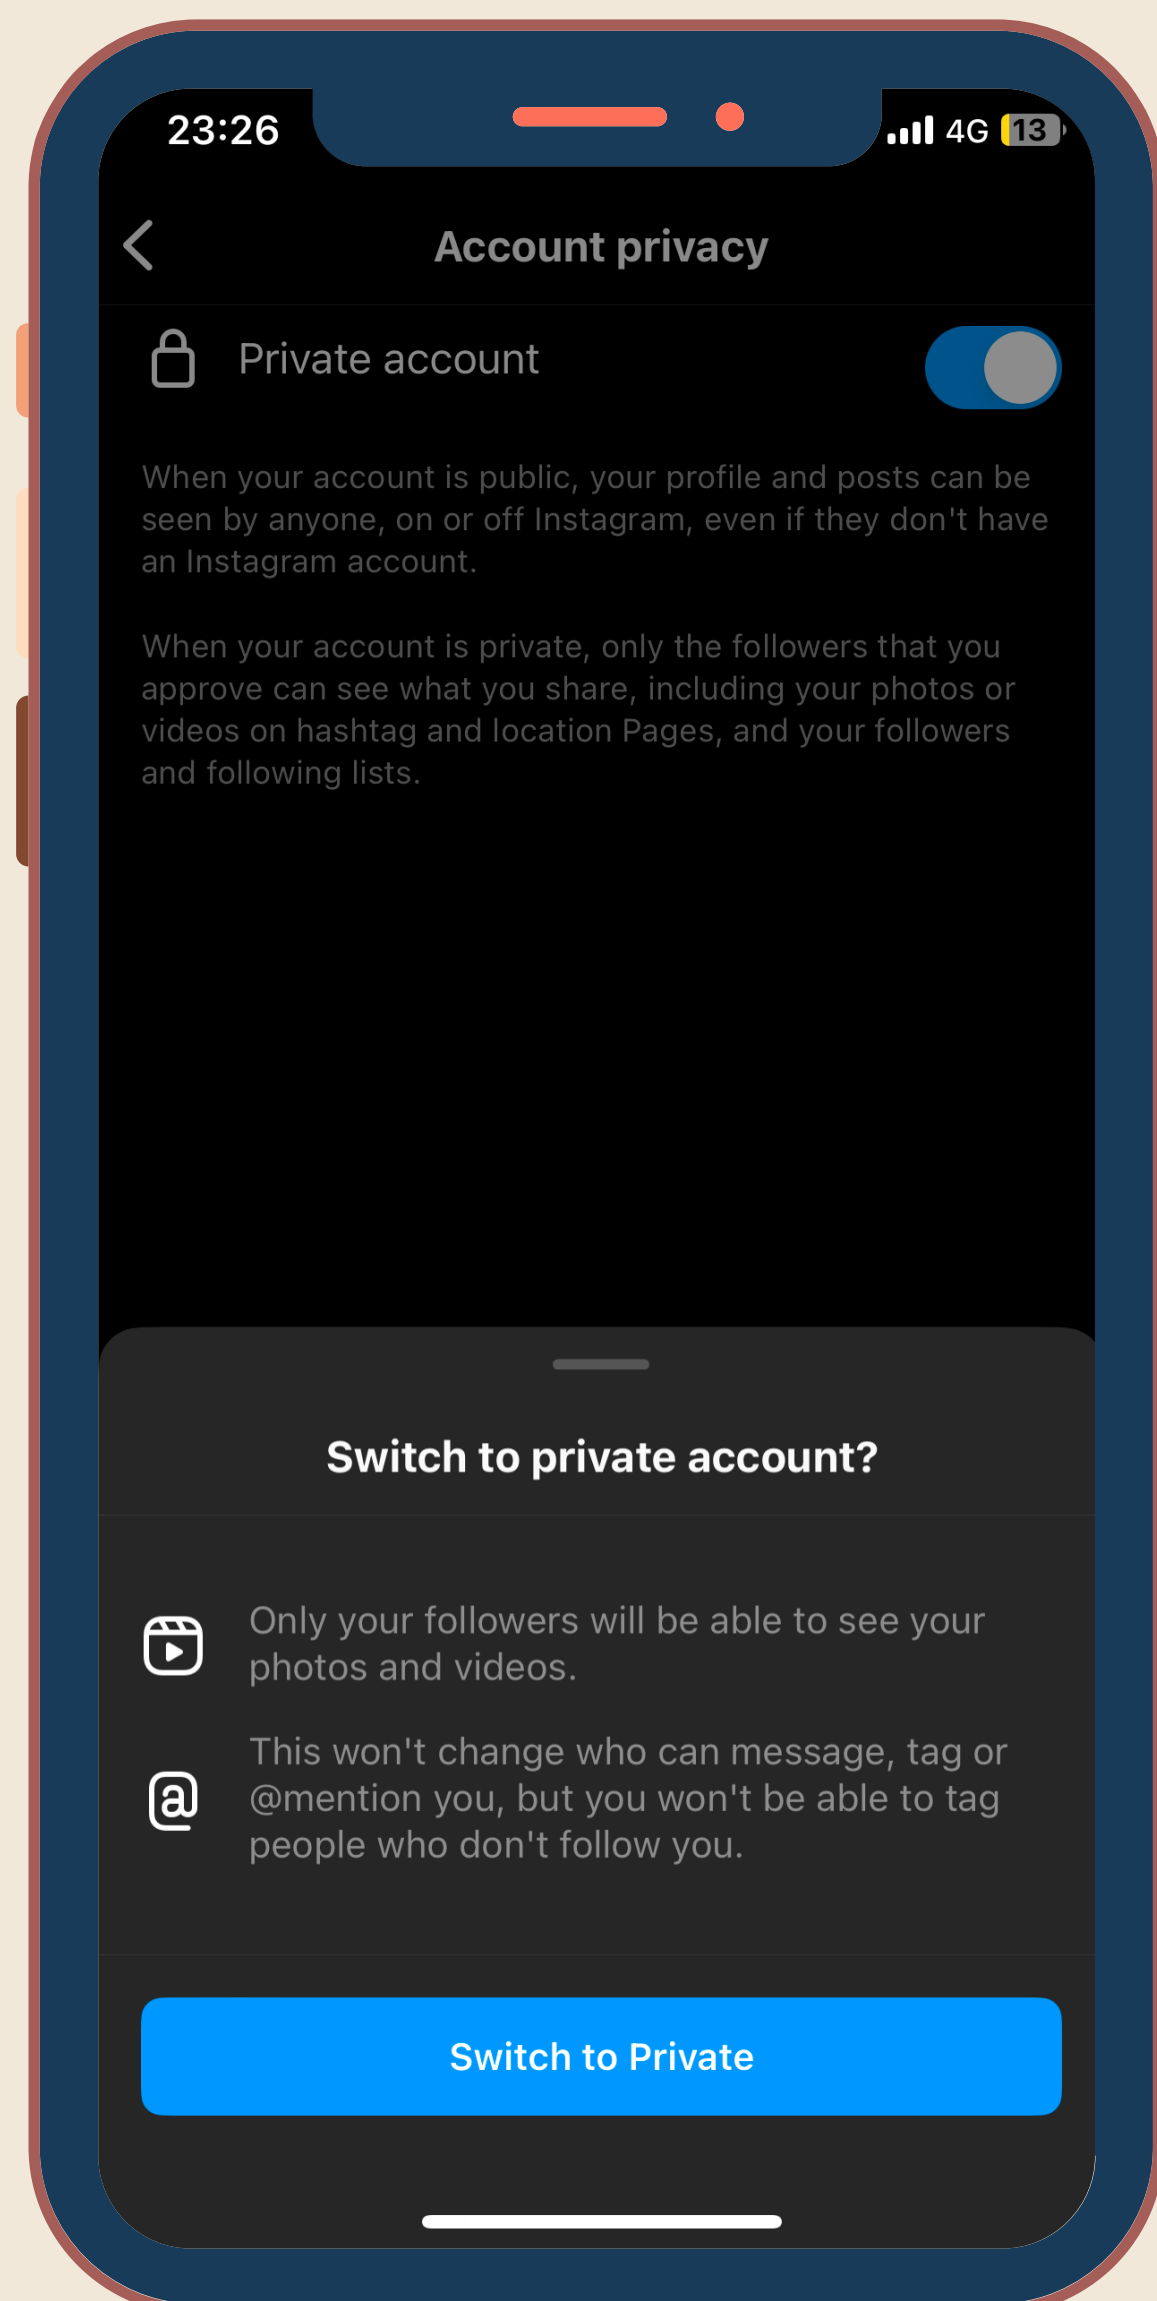 23:26
4G 13
Account privacy
Private account
When your account is public, your profile and posts can be
seen by anyone, on or off Instagram, even if they don't have
an Instagram account.
When your account is private, only the followers that you
approve can see what you share, including your photos or
videos on hashtag and location Pages, and your followers
and following lists.
Switch to private account?
Only your followers will be able to see your
photos and videos.
This won't change who can message, tag or
@mention you, but you won't be able to tag
people who don't follow you.
Switch to Private